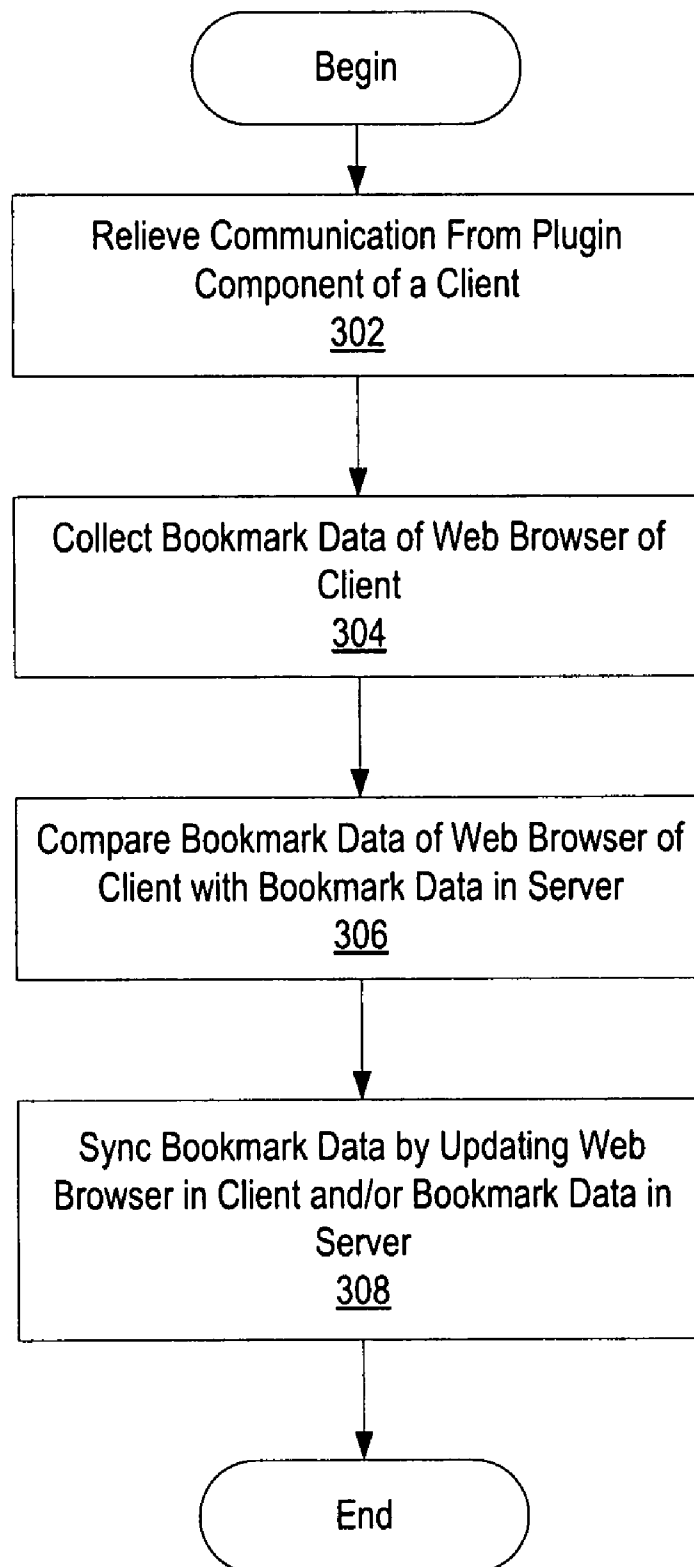 Begin
Relieve Communication From Plugin
Component of a Client
302
Collect Bookmark Data of Web Browser of
Client
304
Compare Bookmark Data of Web Browser of
Client with Bookmark Data in Server
306
Sync Bookmark Data by Updating Web
Browser in Client and/or Bookmark Data in
Server
308
End